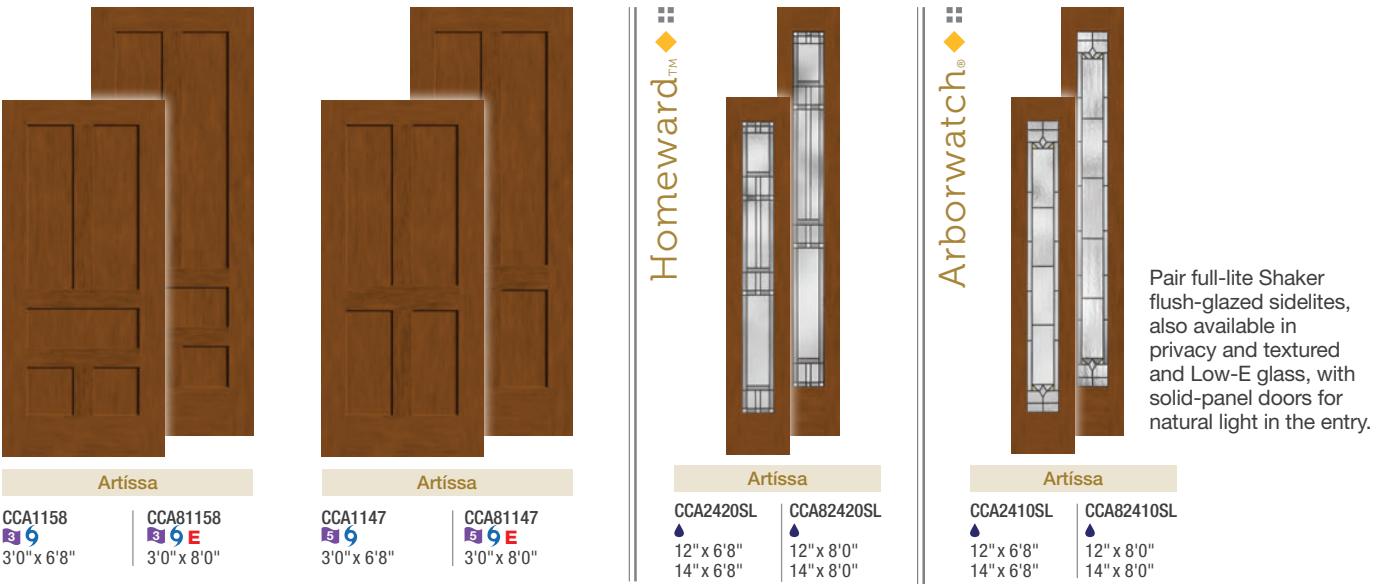 Artíssa
CCA1158
3
3'0" x 6'8"
CCA81158
3 E
3'0" x 8'0"
Artíssa
CCA1147
5
3'0" x 6'8"
CCA81147
5 E
3'0" x 8'0"
Homeward™
Artíssa
CCA2420SL
12" x 6'8"
14" x 6'8"
CCA82420SL
12" x 8'0"
14" x 8'0"
Arborwatch®
Artíssa
CCA2410SL
12" x 6'8"
14" x 6'8"
CCA82410SL
12" x 8'0"
14" x 8'0"
Pair full-lite Shaker
flush-glazed sidelites,
also available in
privacy and textured
and Low-E glass, with
solid-panel doors for
natural light in the entry.